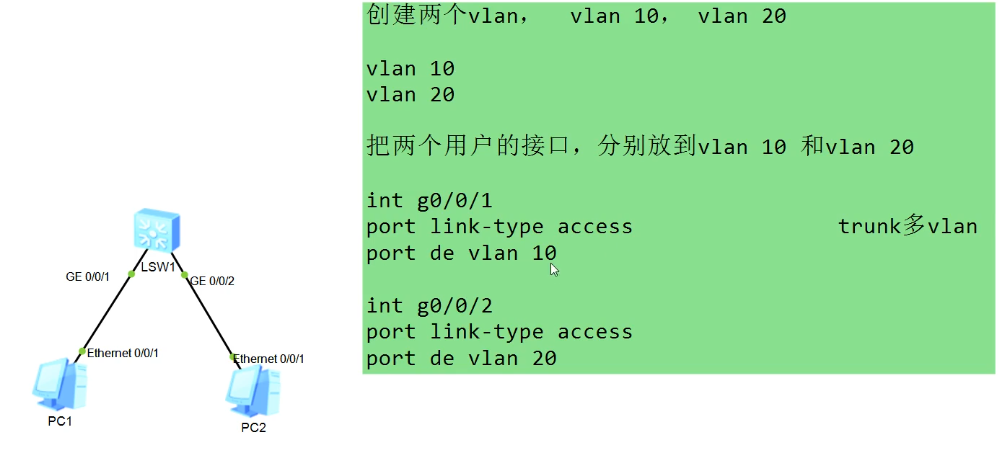 创建两个vlan， vlan 10， vlan 20
vlan 10
vlan 20
把两个用户的接口，分别放到vlan 10 和vlan 20
int g0/0/1
port link-type access trunk多vlan
port de vlan 10
int g0/0/2
port link-type access
port de vlan 20
LSW1
GE 0/0/1
GE 0/0/2
Ethernet 0/0/1
Ethernet 0/0/1
PC1
PC2